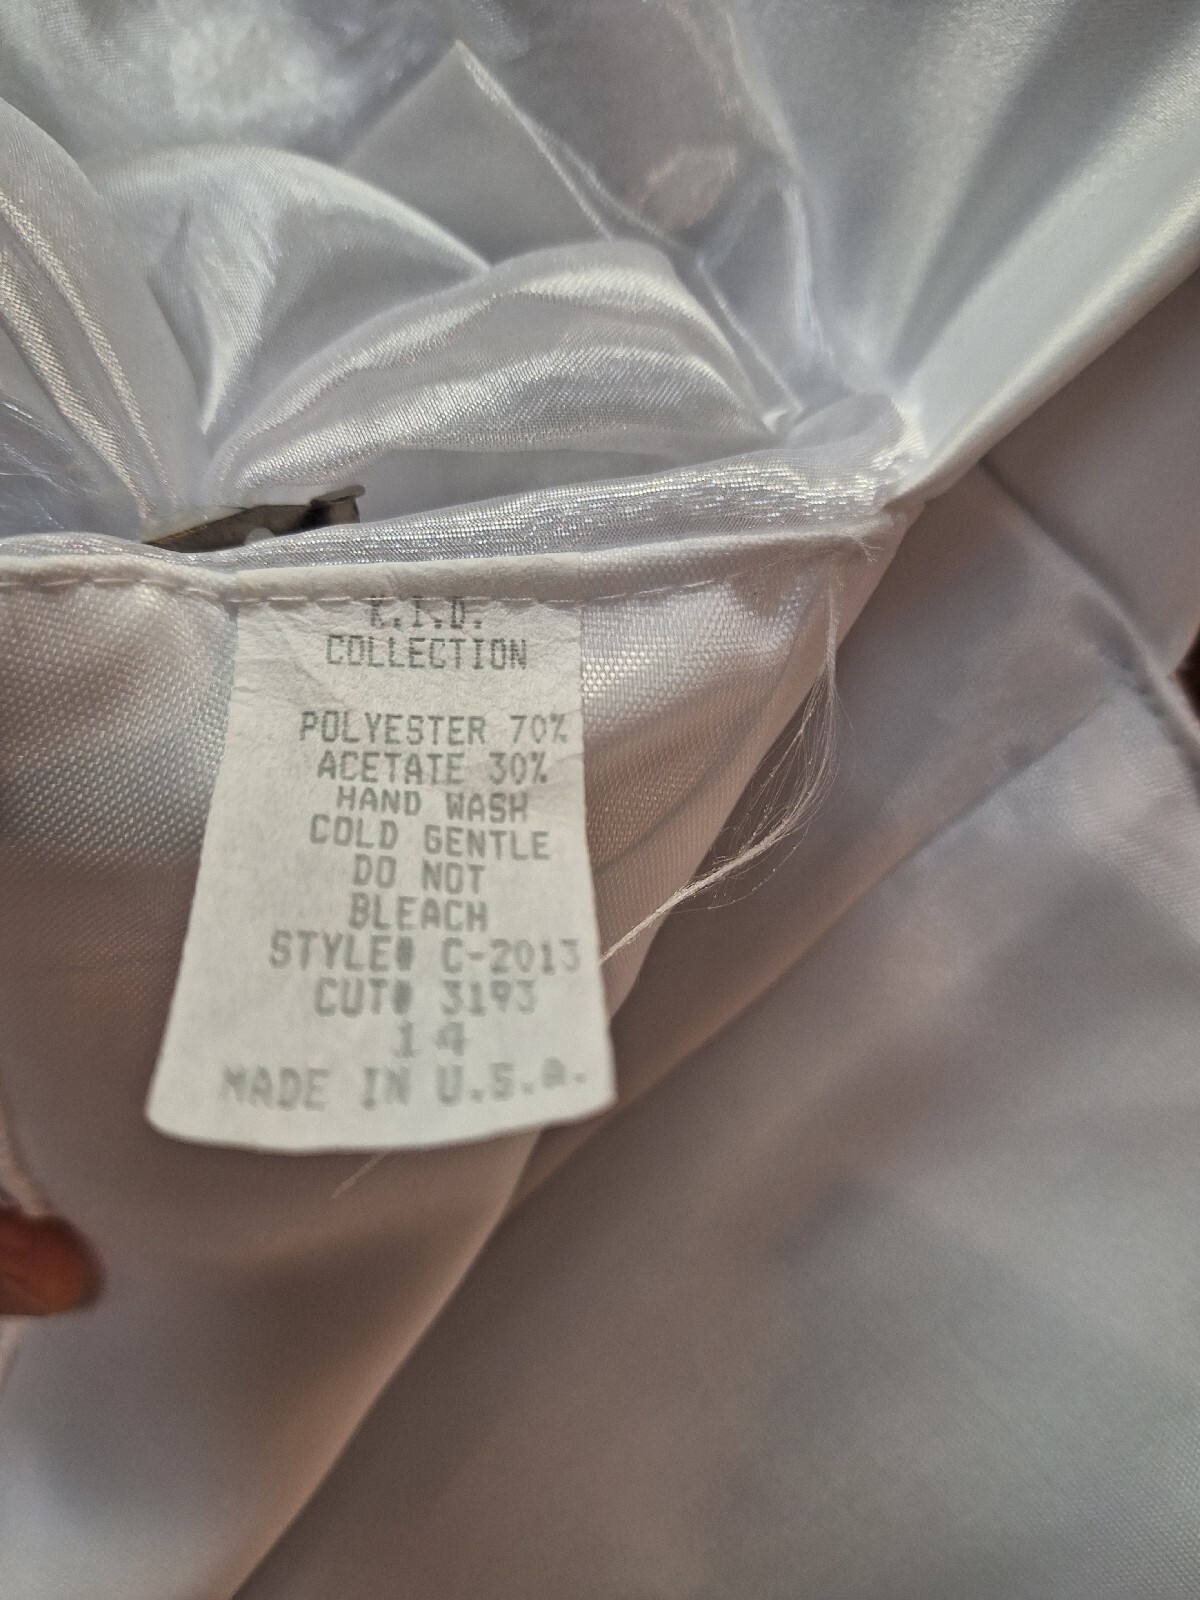 K.I.D.
COLLECTION
POLYESTER 70%
ACETATE 30%
HAND WASH
COLD GENTLE
DO NOT
BLEACH
STYLE# C-2013
CUT# 3193
14
MADE IN U.S.A.